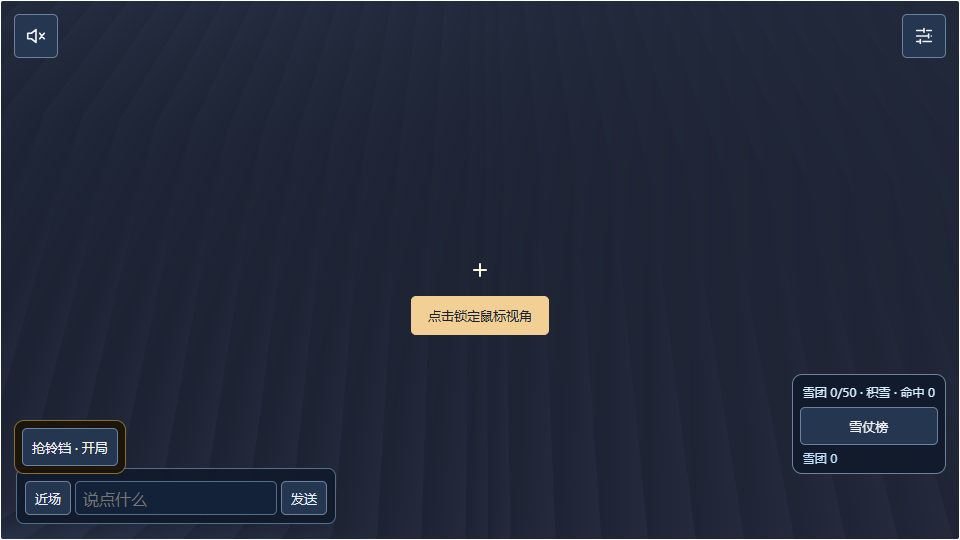 点击锁定鼠标视角
雪团 0/50 · 积雪 · 命中 0
雪仗榜
雪团 0
抢铃铛 · 开局
近场
说点什么
发送